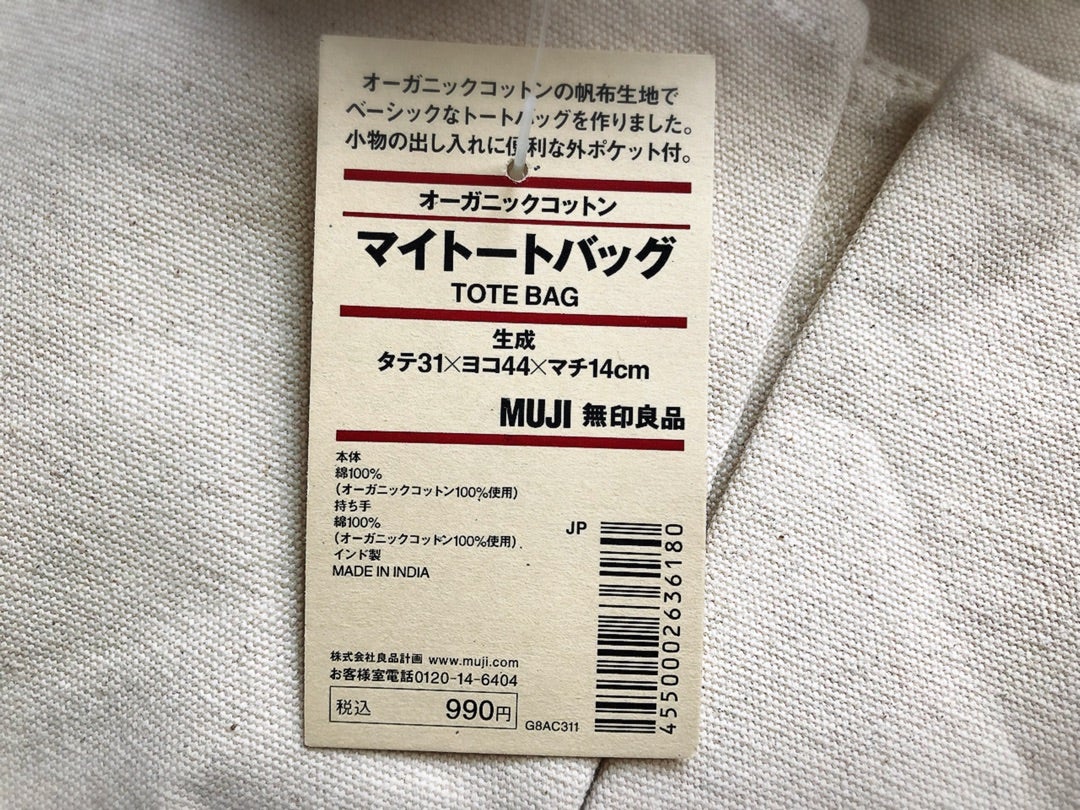 オーガニックコットンの帆布生地で
ベーシックなトートバッグを作りました。
小物の出し入れに便利な外ポケット付。
オーガニックコットン
マイトートバッグ
TOTE BAG
生成
タテ31×ヨコ44×マチ14cm
MUJI 無印良品
本体
綿100%
(オーガニックコットン100%使用)
持ち手
綿100%
(オーガニックコットン100%使用)
インド製
MADE IN INDIA
JP
4550002636180
株式会社良品計画 www.muji.com
お客様室電話0120-14-6404
税込 990円
G8AC311